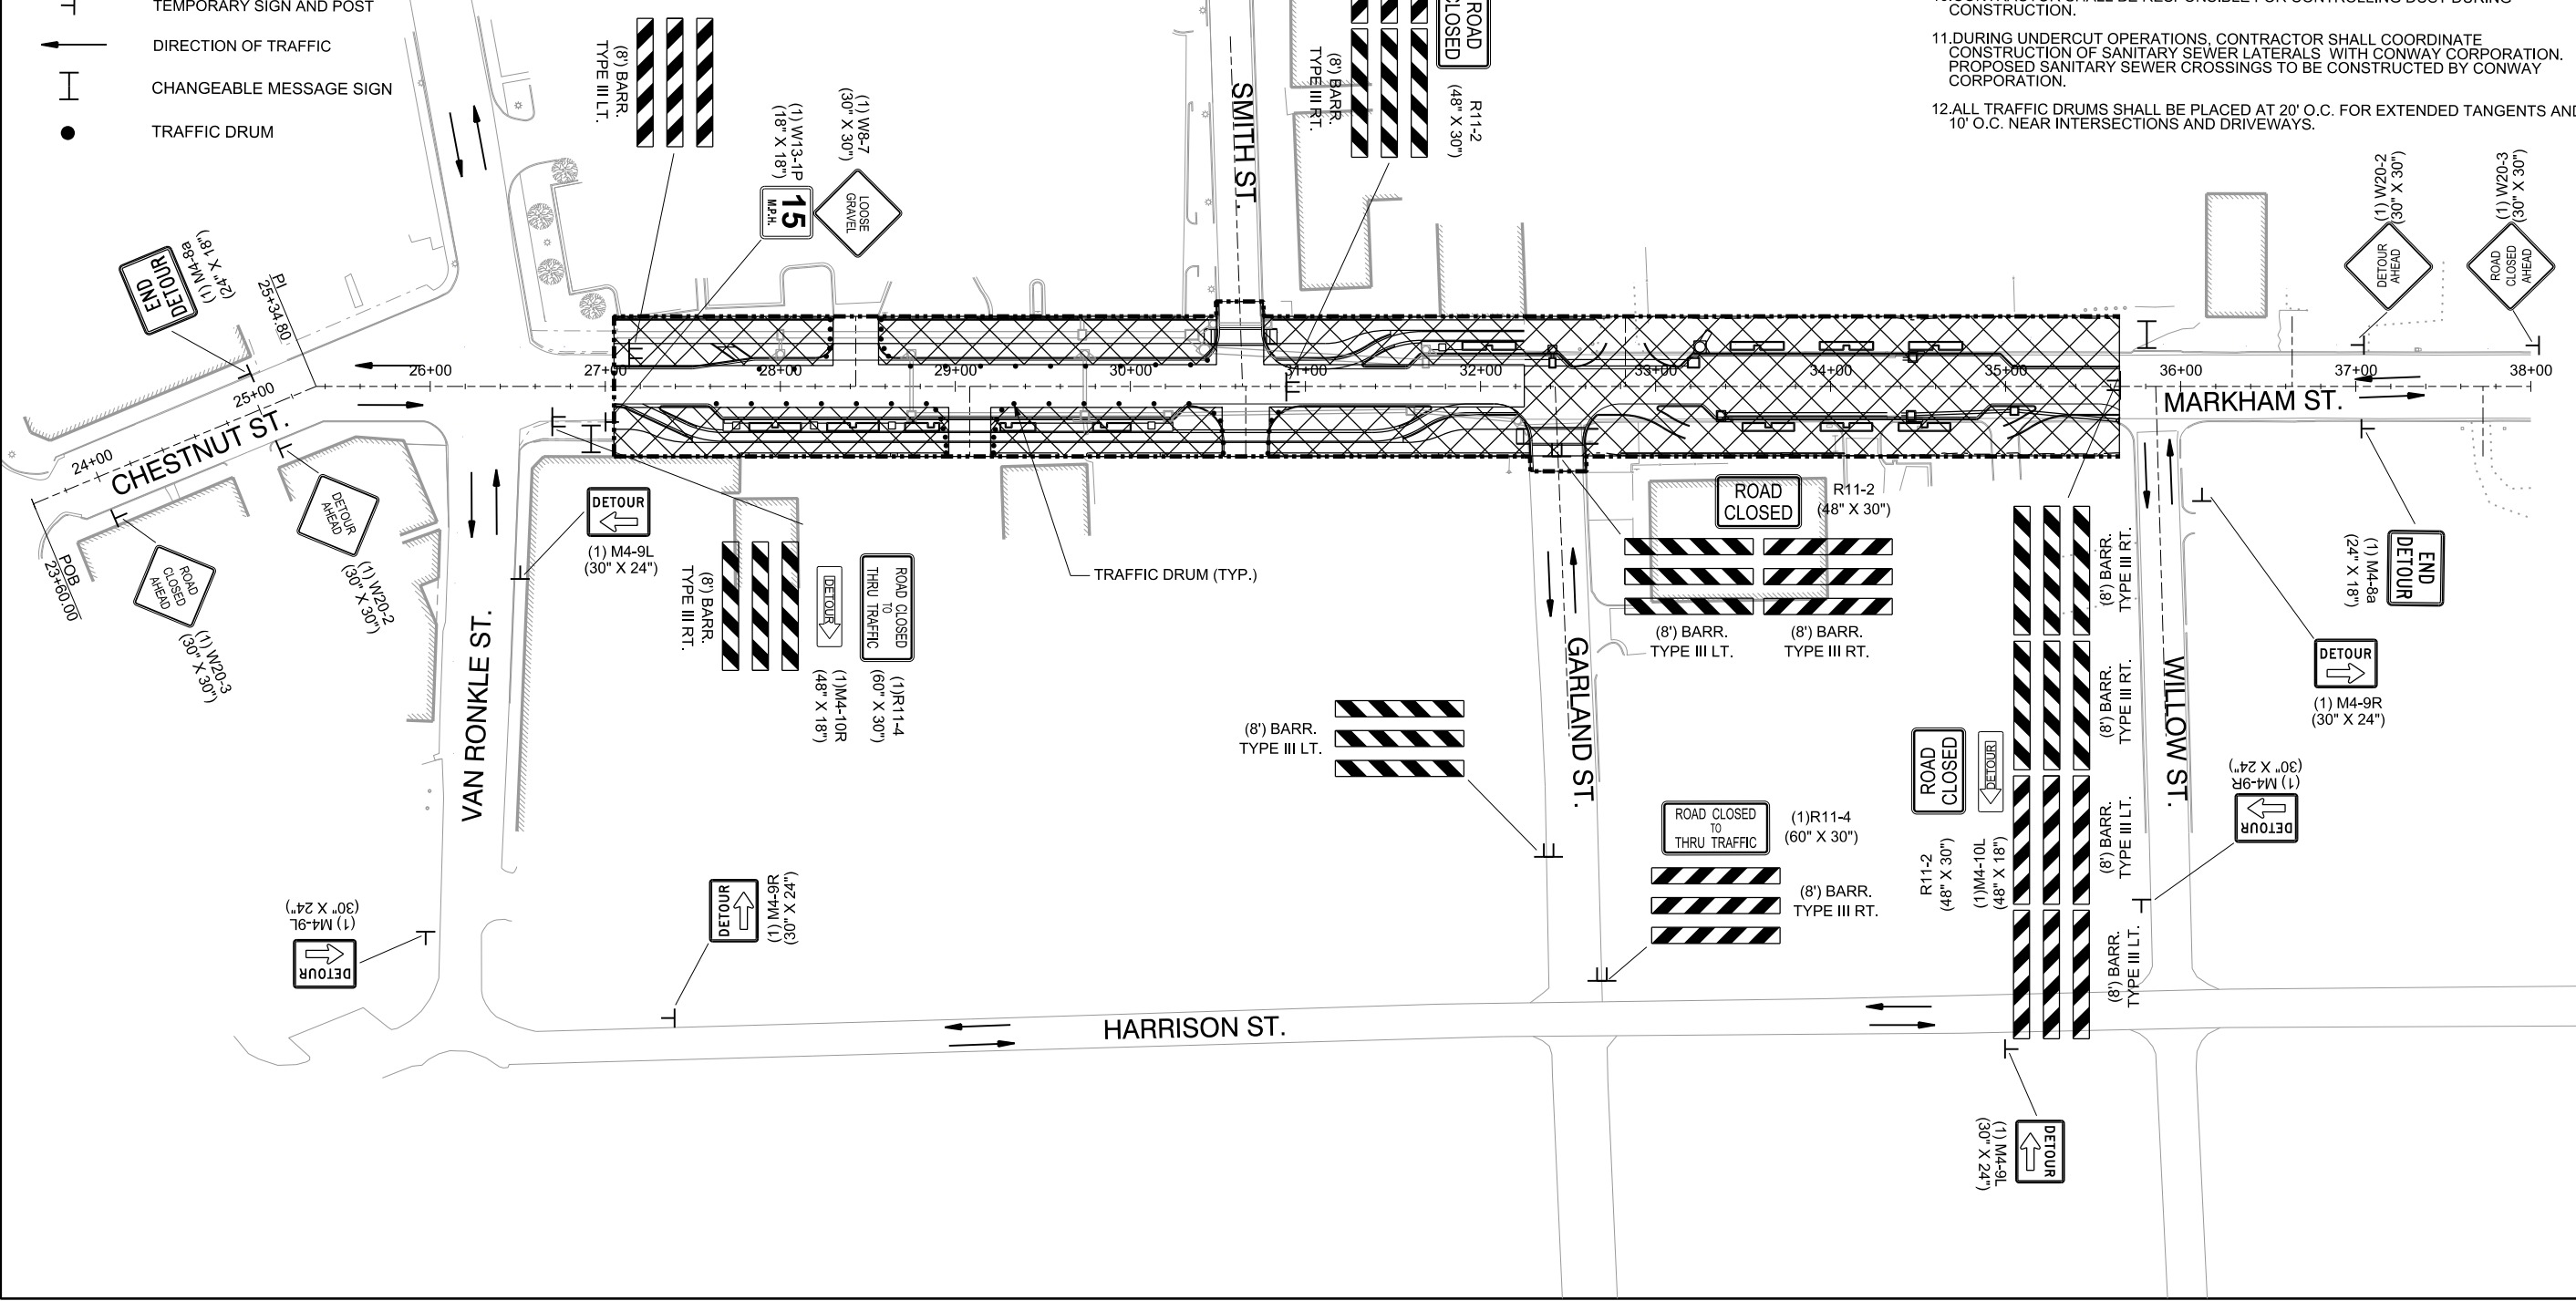 TEMPORARY SIGN AND POST
DIRECTION OF TRAFFIC
CHANGEABLE MESSAGE SIGN
TRAFFIC DRUM
CONSTRUCTION.
11.DURING UNDERCUT OPERATIONS, CONTRACTOR SHALL COORDINATE
CONSTRUCTION OF SANITARY SEWER LATERALS WITH CONWAY CORPORATION.
PROPOSED SANITARY SEWER CROSSINGS TO BE CONSTRUCTED BY CONWAY
CORPORATION.
12.ALL TRAFFIC DRUMS SHALL BE PLACED AT 20' O.C. FOR EXTENDED TANGENTS AND
10' O.C. NEAR INTERSECTIONS AND DRIVEWAYS.
(8') BARR.
TYPE III LT.
(1) W13-1P
(18" X 18")
15
M.P.H.
(1) W8-7
(30" X 30")
LOOSE
GRAVEL
SMITH ST.
(8') BARR.
TYPE III RT.
ROAD
CLOSED
R11-2
(48" X 30")
(1) W20-2
(30" X 30")
DETOUR
AHEAD
(1) W20-3
(30" X 30")
ROAD
CLOSED
AHEAD
END
DETOUR
(1) M4-8a
(24" X 18")
PI
25+34.80
24+00
25+00
26+00
27+00
28+00
29+00
30+00
31+00
32+00
33+00
34+00
35+00
36+00
37+00
38+00
MARKHAM ST.
CHESTNUT ST.
POB
23+60.00
ROAD
CLOSED
AHEAD
(1) W20-3
(30" X 30")
DETOUR
AHEAD
(1) W20-2
(30" X 30")
VAN RONKLE ST.
DETOUR
(1) M4-9L
(30" X 24")
(8') BARR.
TYPE III RT.
DETOUR
(1)M4-10R
(48" X 18")
ROAD CLOSED
TO
THRU TRAFFIC
(1)R11-4
(60" X 30")
TRAFFIC DRUM (TYP.)
ROAD
CLOSED
R11-2
(48" X 30")
(8') BARR.
TYPE III LT.
(8') BARR.
TYPE III RT.
GARLAND ST.
(8') BARR.
TYPE III LT.
ROAD CLOSED
TO
THRU TRAFFIC
(1)R11-4
(60" X 30")
(8') BARR.
TYPE III RT.
ROAD
CLOSED
R11-2
(48" X 30")
DETOUR
(1)M4-10L
(48" X 18")
(8') BARR.
TYPE III RT.
(8') BARR.
TYPE III RT.
(8') BARR.
TYPE III LT.
(8') BARR.
TYPE III LT.
WILLOW ST.
END
DETOUR
(1) M4-8a
(24" X 18")
DETOUR
(1) M4-9R
(30" X 24")
(1) M4-9R
(30" X 24")
DETOUR
(1) M4-9L
(30" X 24")
DETOUR
DETOUR
(1) M4-9R
(30" X 24")
HARRISON ST.
DETOUR
(1) M4-9L
(30" X 24")